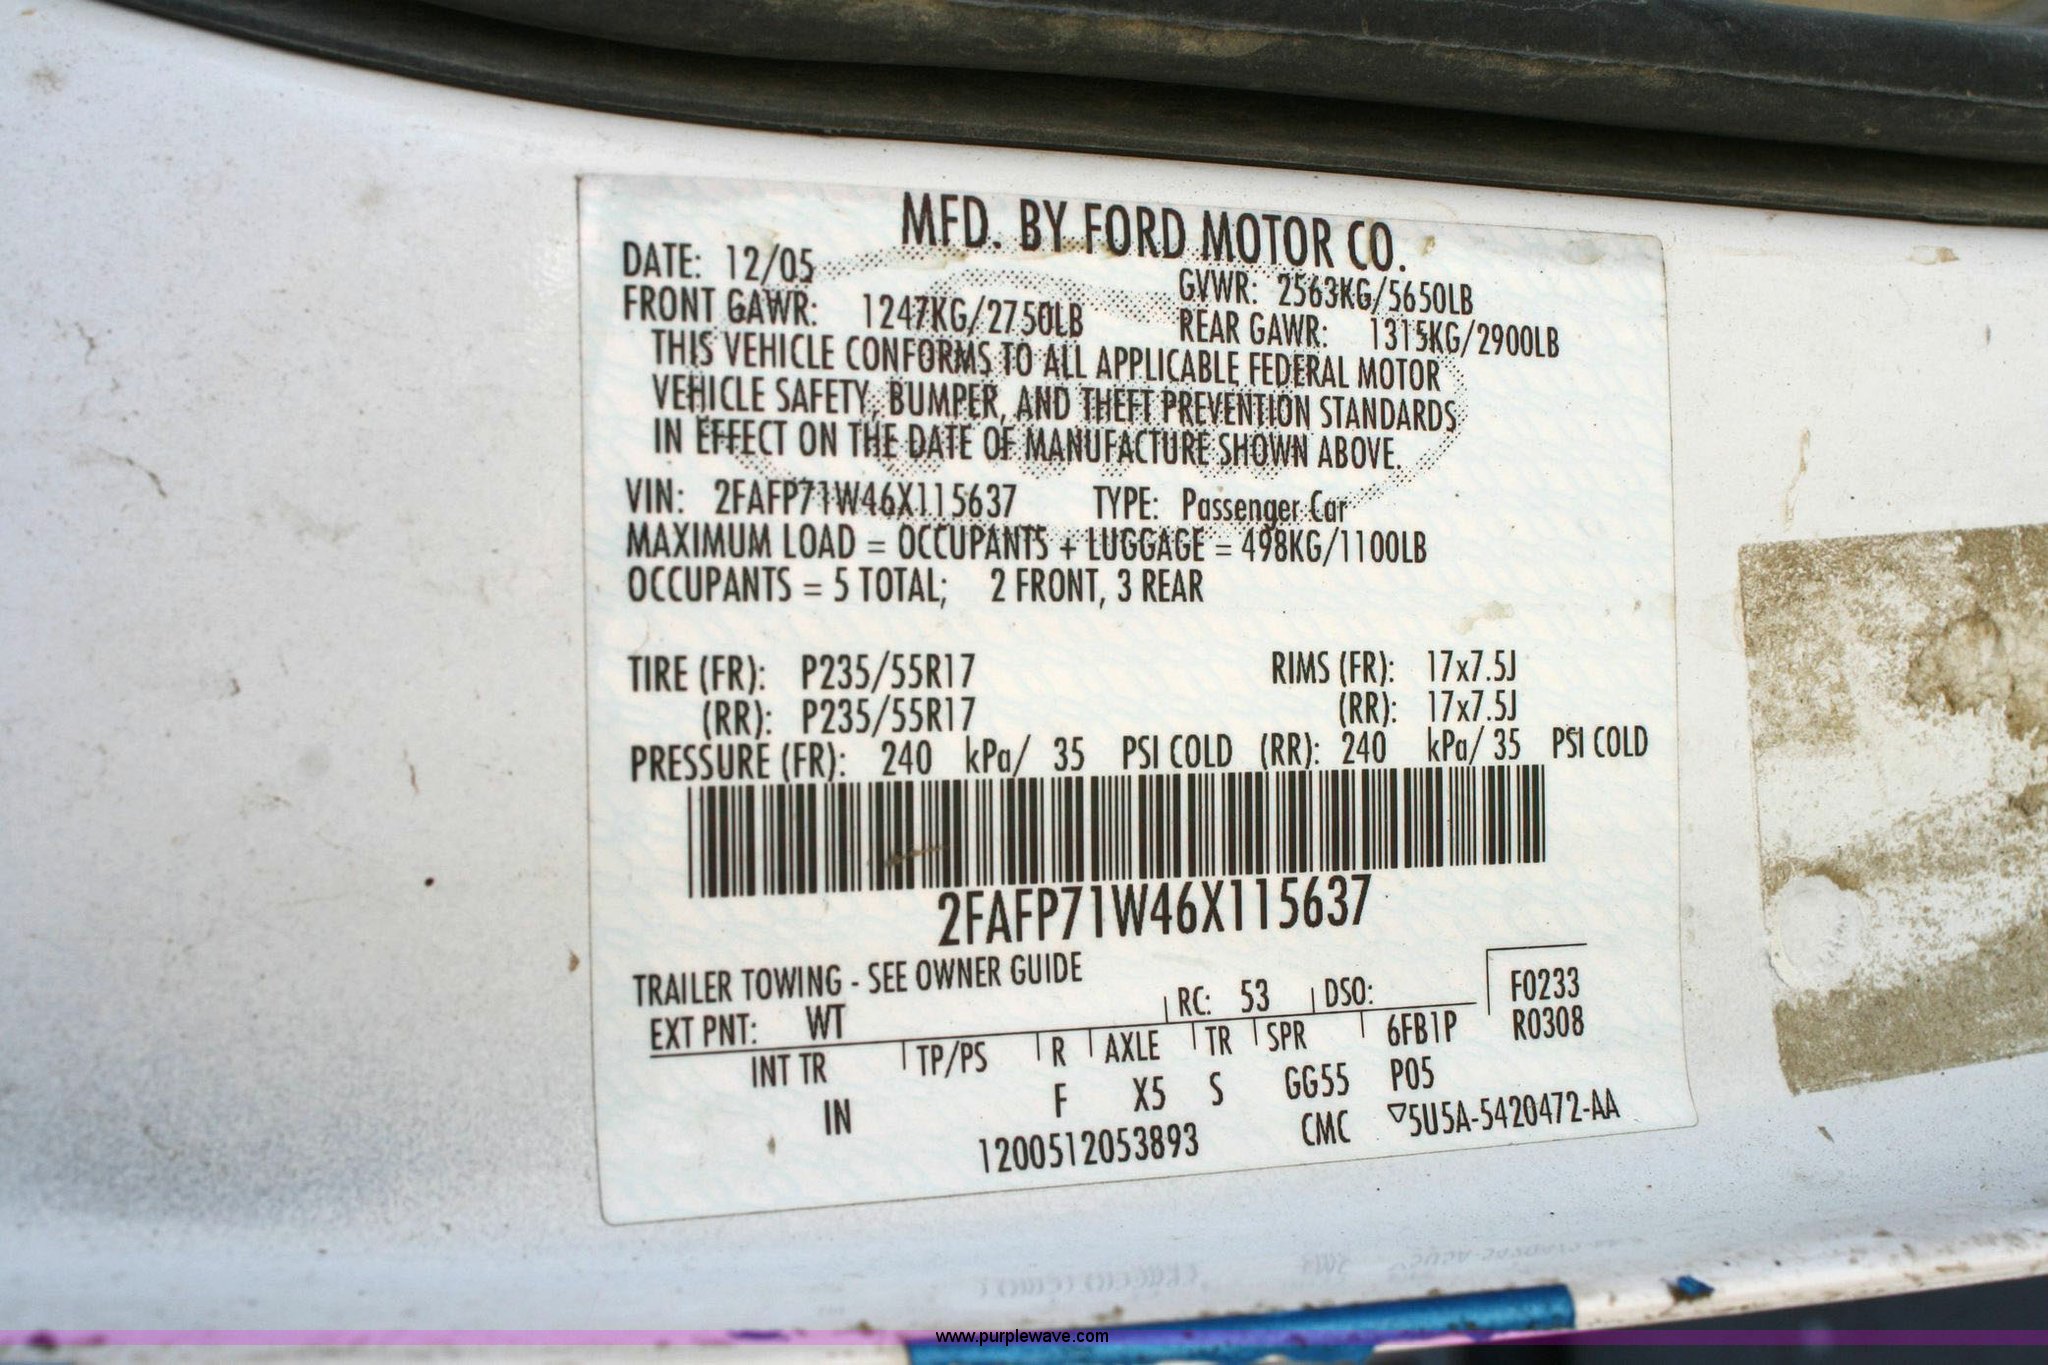 MFD. BY FORD MOTOR CO.
DATE: 12/05 GVWR: 2563KG/5650LB
FRONT GAWR: 1247KG/2750LB REAR GAWR: 1315KG/2900LB
THIS VEHICLE CONFORMS TO ALL APPLICABLE FEDERAL MOTOR
VEHICLE SAFETY, BUMPER, AND THEFT PREVENTION STANDARDS
IN EFFECT ON THE DATE OF MANUFACTURE SHOWN ABOVE.
VIN: 2FAFP71W46X115637 TYPE: Passenger Car
MAXIMUM LOAD = OCCUPANTS + LUGGAGE = 498KG/1100LB
OCCUPANTS = 5 TOTAL; 2 FRONT, 3 REAR
TIRE (FR): P235/55R17 RIMS (FR): 17x7.5J
(RR): P235/55R17 (RR): 17x7.5J
PRESSURE (FR): 240 kPa/ 35 PSI COLD (RR): 240 kPa/ 35 PSI COLD
2FAFP71W46X115637
TRAILER TOWING - SEE OWNER GUIDE
EXT PNT: WT RC: 53 DSO: F0233
INT TR TP/PS R AXLE TR SPR 6FB1P R0308
IN F X5 S GG55 P05
1200512053893 CMC ▽5U5A-5420472-AA
www.purplewave.com